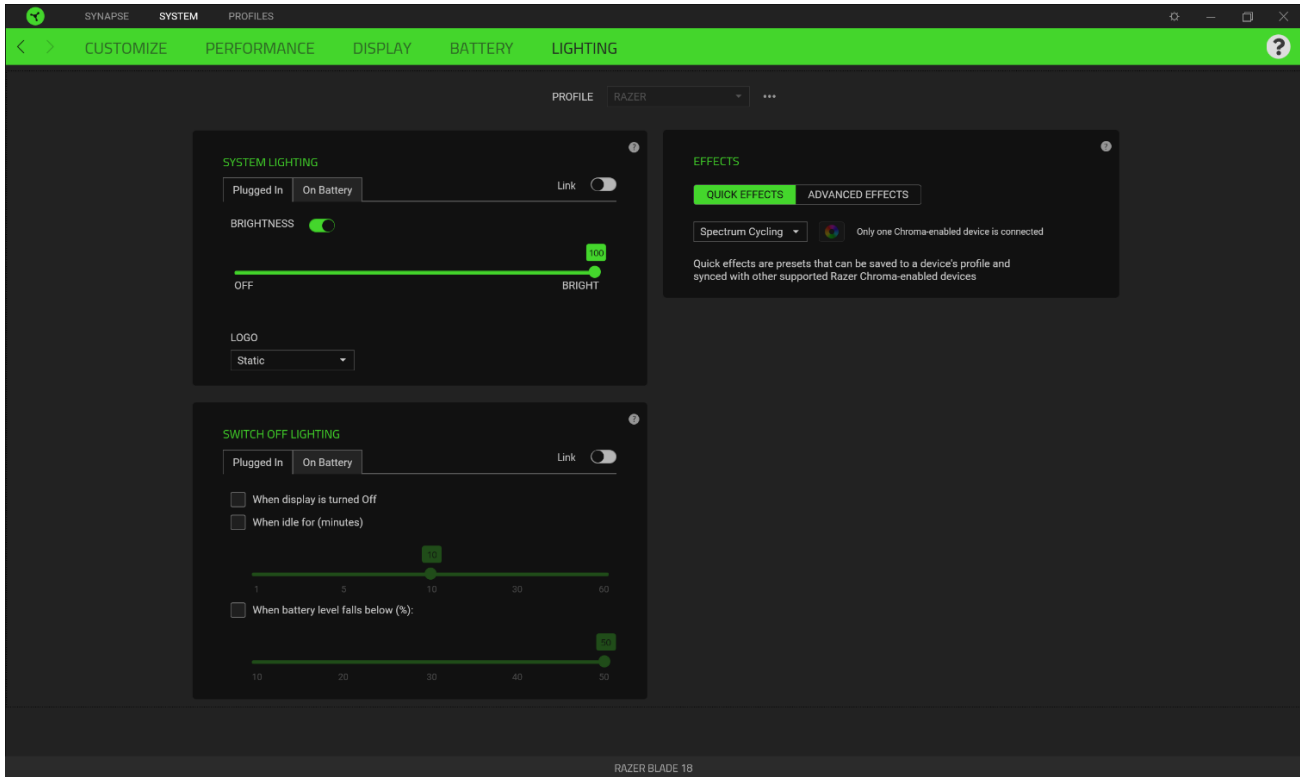 SYNAPSE SYSTEM PROFILES
CUSTOMIZE PERFORMANCE DISPLAY BATTERY LIGHTING ?
PROFILE RAZER
SYSTEM LIGHTING ?
Plugged In On Battery Link
BRIGHTNESS
100
OFF BRIGHT
LOGO
Static
EFFECTS ?
QUICK EFFECTS ADVANCED EFFECTS
Spectrum Cycling Only one Chroma-enabled device is connected
Quick effects are presets that can be saved to a device's profile and
synced with other supported Razer Chroma-enabled devices
SWITCH OFF LIGHTING ?
Plugged In On Battery Link
When display is turned Off
When idle for (minutes)
10
1 5 10 30 60
When battery level falls below (%):
50
10 20 30 40 50
RAZER BLADE 18